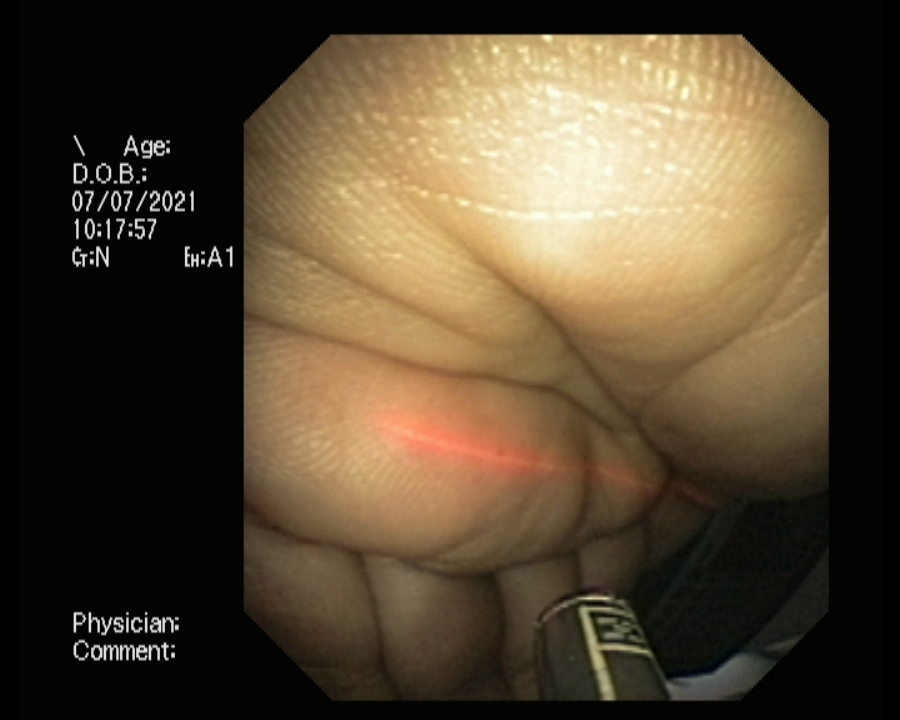 \ Age:
D.O.B.:
07/07/2021
10:17:57
Cr:N Eh:A1
Physician:
Comment: